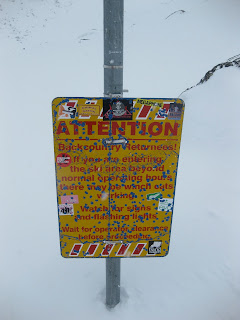 ATTENTION
Backcountry Returnees!
If you are entering
the ski area beyond
normal operating hours
there may be winch cats
working.
Watch for signs
and flashing lights.
Wait for operator clearance
before proceeding.